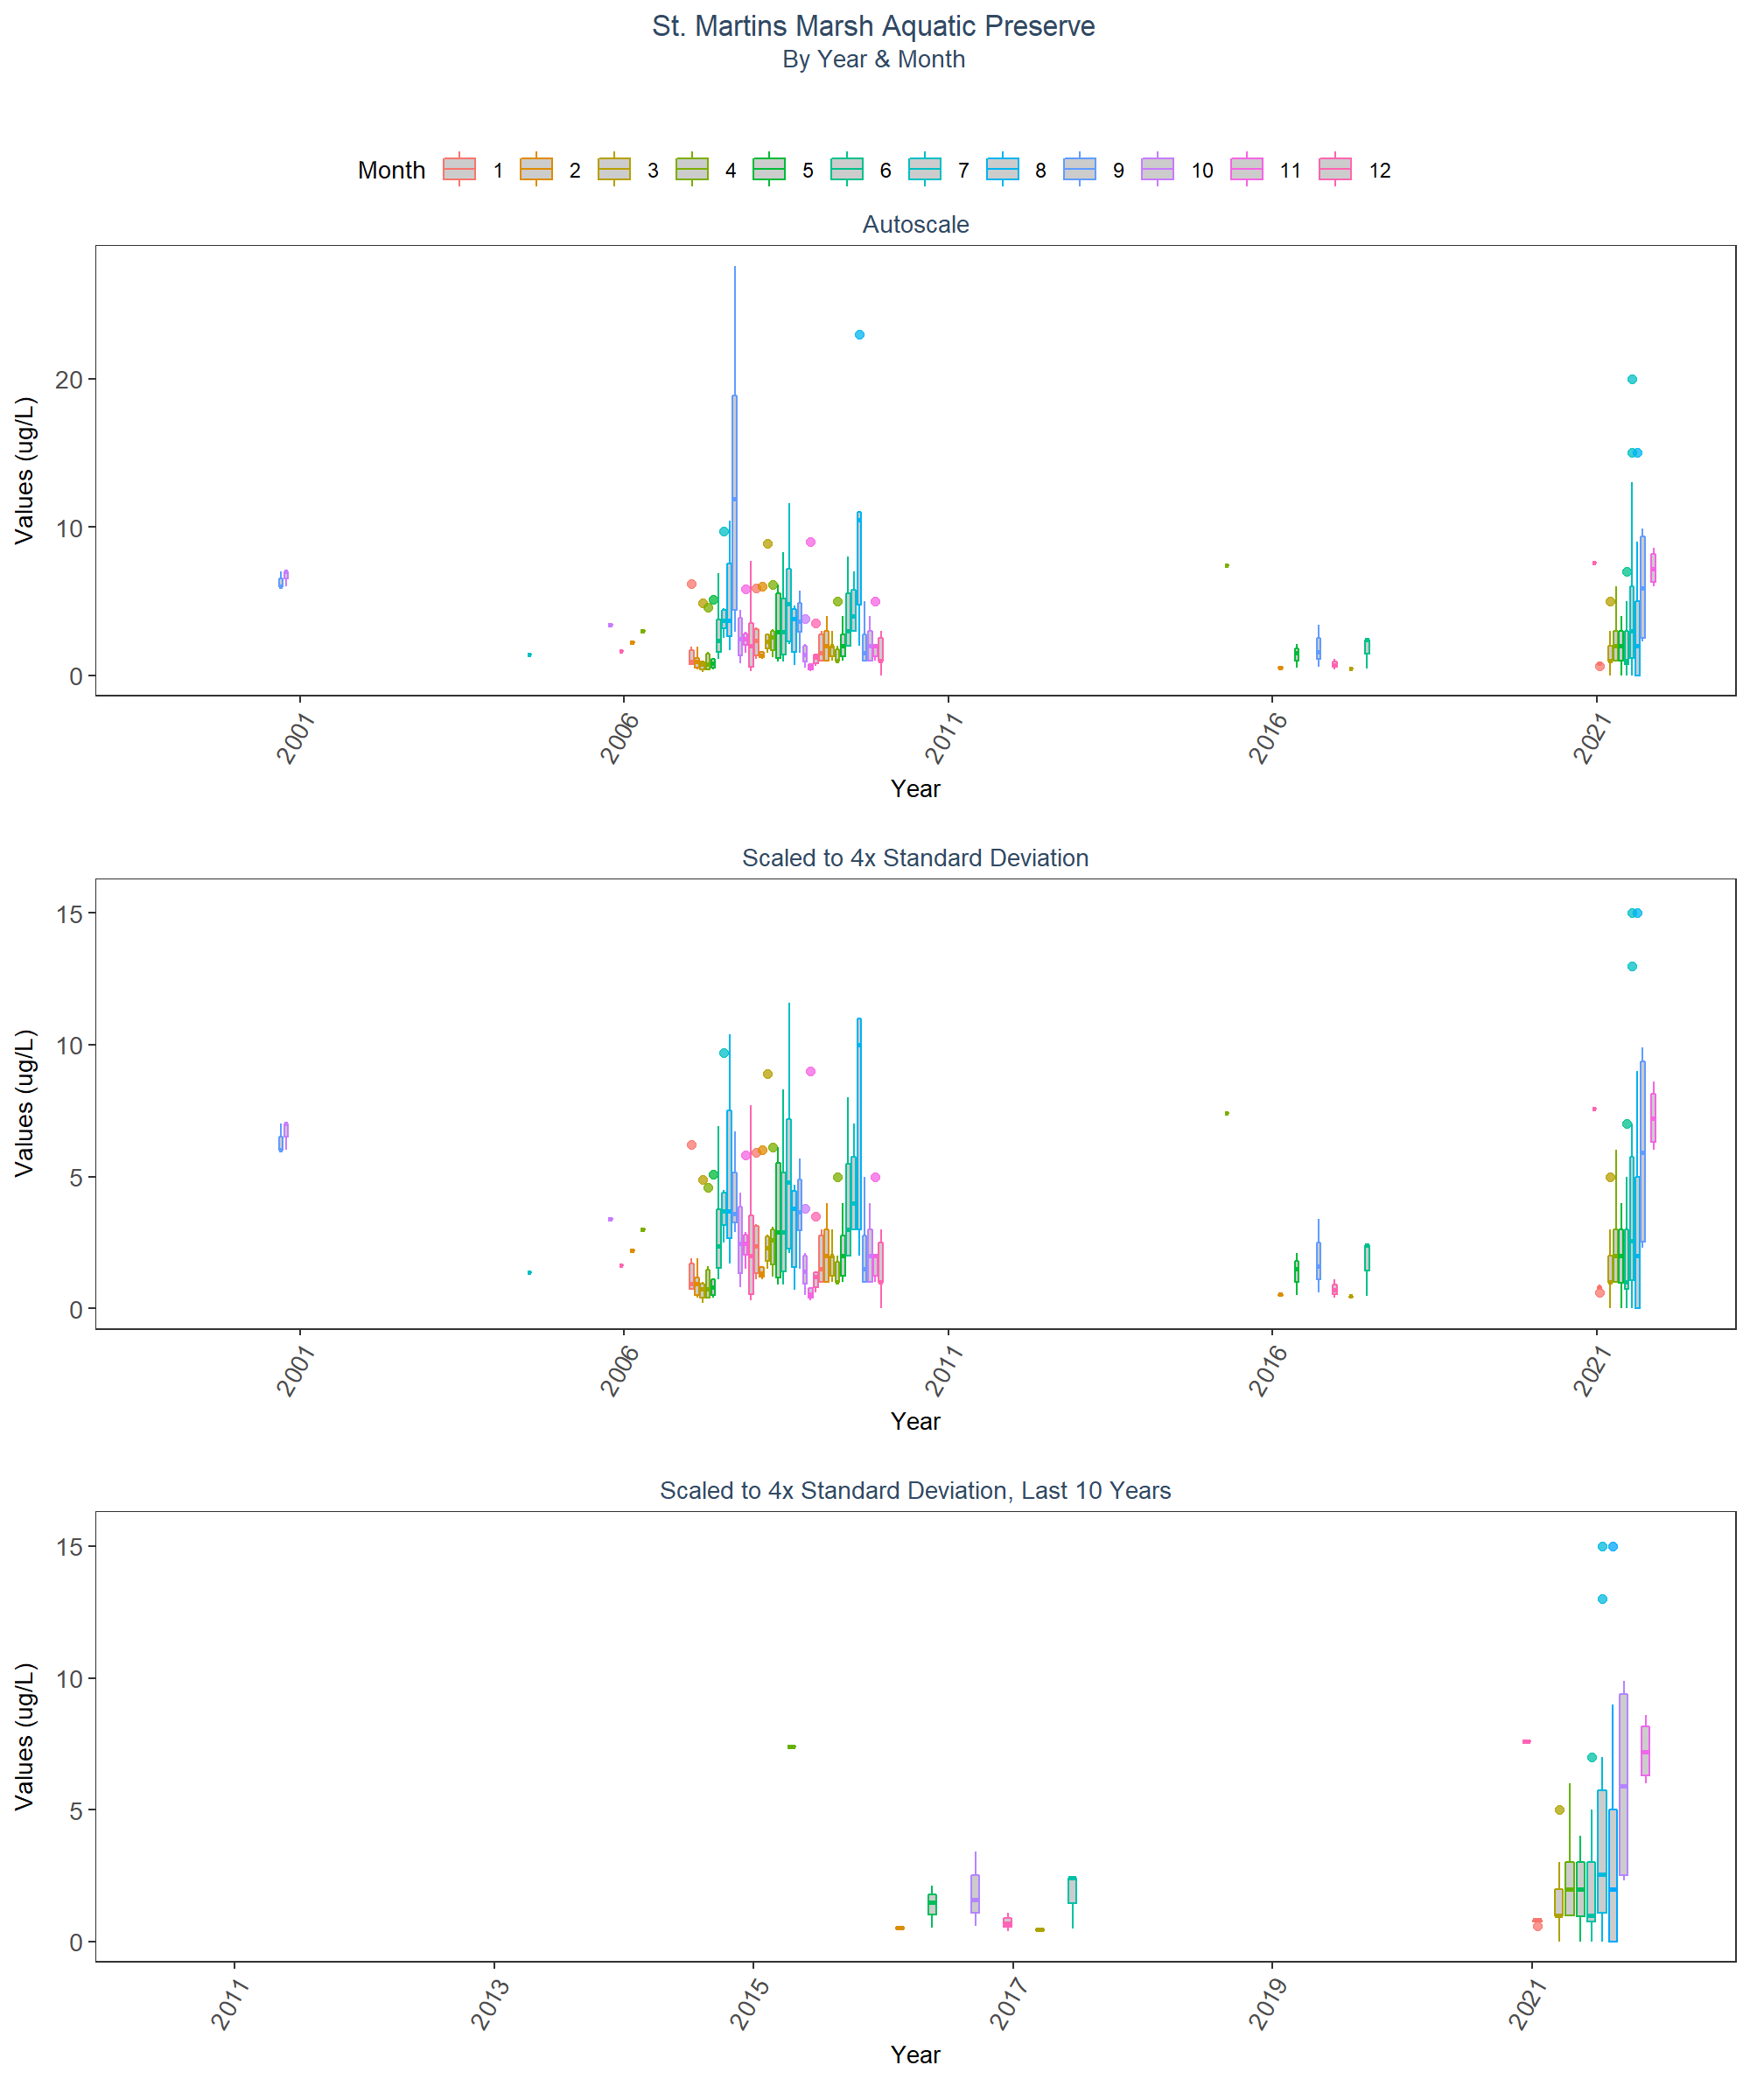 St. Martins Marsh Aquatic Preserve
By Year & Month
Month 1 2 3 4 5 6 7 8 9 10 11 12
Autoscale
Values (ug/L)
20
10
0
2001 2006 2011 2016 2021
Year
Scaled to 4x Standard Deviation
Values (ug/L)
15
10
5
0
2001 2006 2011 2016 2021
Year
Scaled to 4x Standard Deviation, Last 10 Years
Values (ug/L)
15
10
5
0
2011 2013 2015 2017 2019 2021
Year